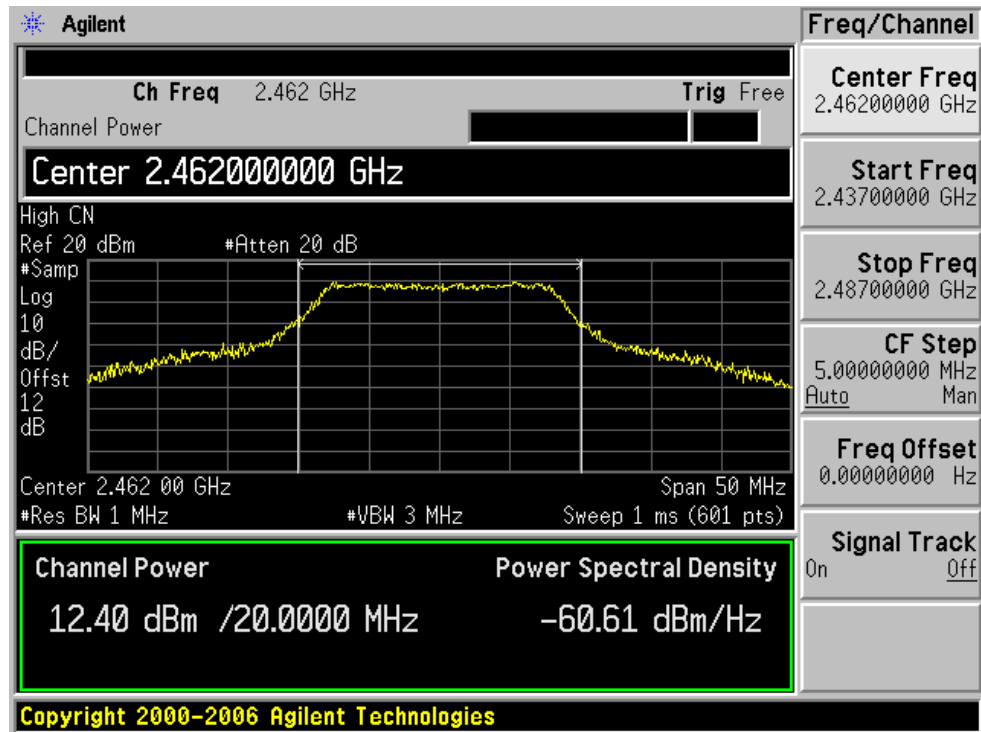 Agilent
Freq/Channel
Ch Freq 2.462 GHz Trig Free
Channel Power
Center 2.462000000 GHz
High CN
Ref 20 dBm #Atten 20 dB
#Samp
Log
10
dB/
Offst
12
dB
Center 2.462 00 GHz Span 50 MHz
#Res BW 1 MHz #VBW 3 MHz Sweep 1 ms (601 pts)
Channel Power Power Spectral Density
12.40 dBm /20.0000 MHz -60.61 dBm/Hz
Copyright 2000-2006 Agilent Technologies
Center Freq
2.46200000 GHz
Start Freq
2.43700000 GHz
Stop Freq
2.48700000 GHz
CF Step
5.00000000 MHz
Auto Man
Freq Offset
0.00000000 Hz
Signal Track
On Off